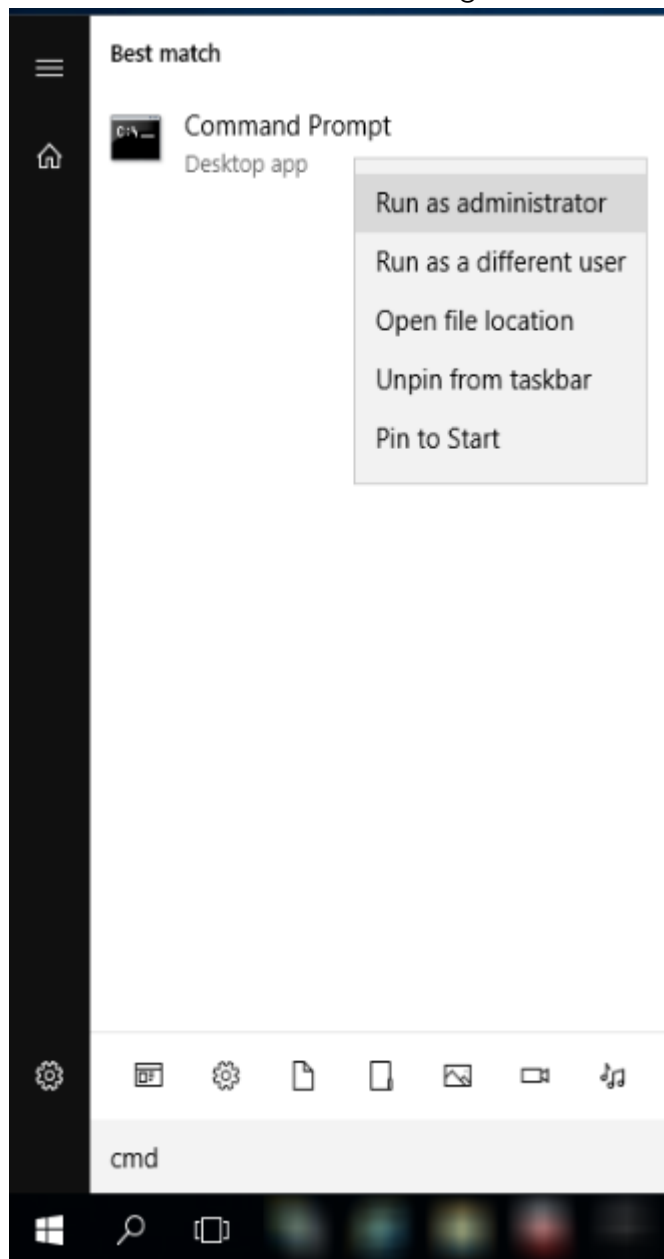 Best match
C:\_
Command Prompt
Desktop app
Run as administrator
Run as a different user
Open file location
Unpin from taskbar
Pin to Start
cmd